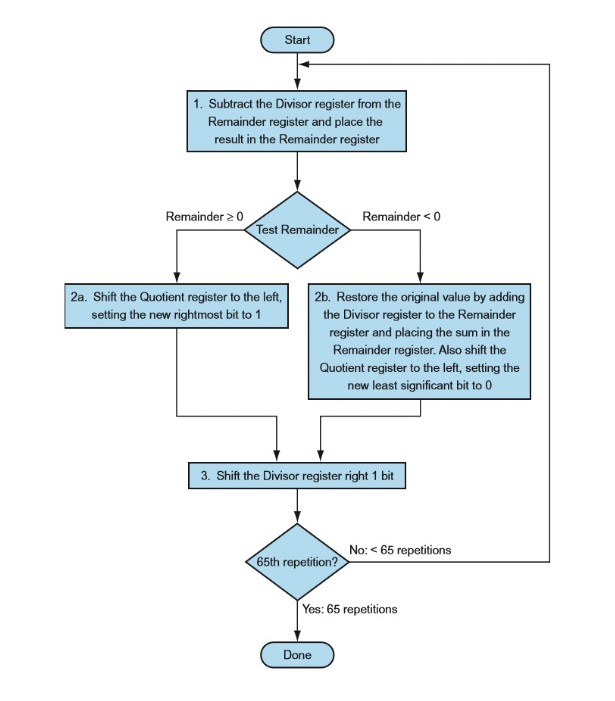 Start
1. Subtract the Divisor register from the
Remainder register and place the
result in the Remainder register
Remainder ≥ 0
Test Remainder
Remainder < 0
2a. Shift the Quotient register to the left,
setting the new rightmost bit to 1
2b. Restore the original value by adding
the Divisor register to the Remainder
register and placing the sum in the
Remainder register. Also shift the
Quotient register to the left, setting the
new least significant bit to 0
3. Shift the Divisor register right 1 bit
65th repetition?
No: < 65 repetitions
Yes: 65 repetitions
Done